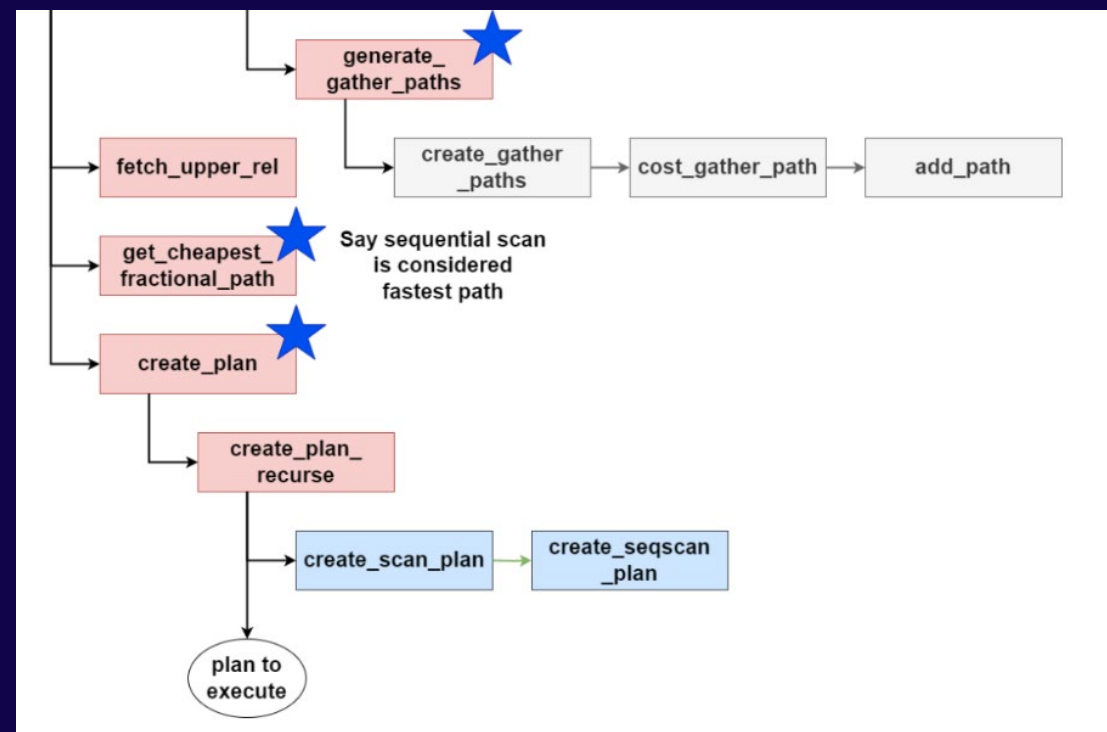 generate_
gather_paths
fetch_upper_rel
create_gather
_paths
cost_gather_path
add_path
get_cheapest_
fractional_path
Say sequential scan
is considered
fastest path
create_plan
create_plan_
recurse
create_scan_plan
create_seqscan
_plan
plan to
execute